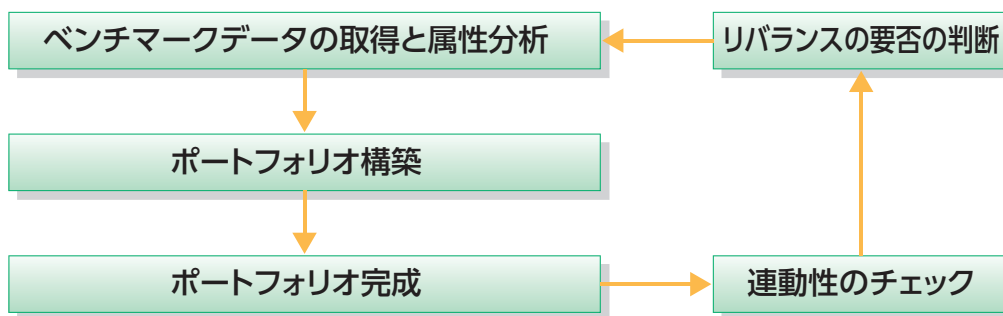 ベンチマークデータの取得と属性分析
リバランスの要否の判断
ポートフォリオ構築
ポートフォリオ完成
連動性のチェック